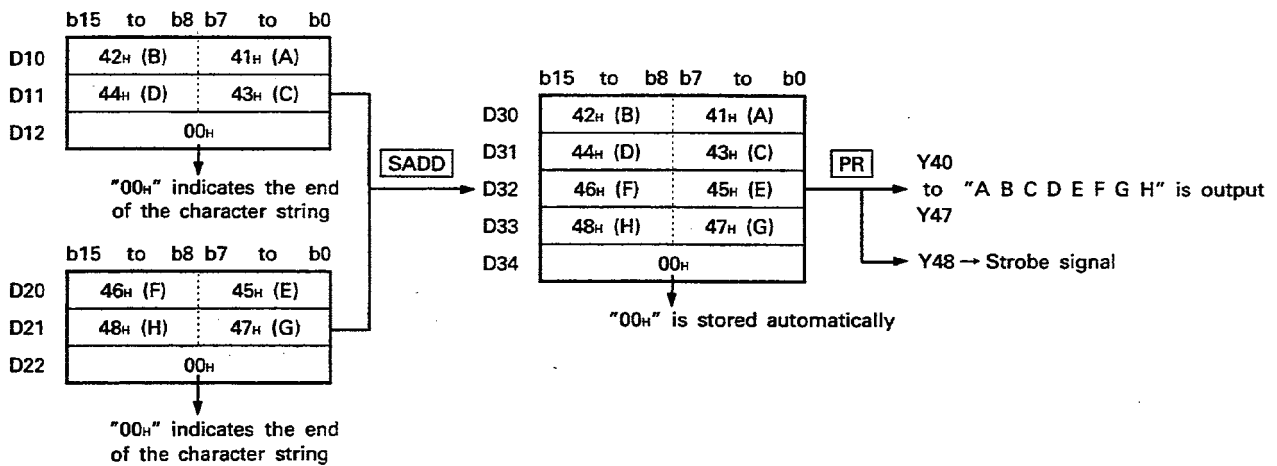 b15 to b8 b7 to b0
D10 42H (B) 41H (A)
D11 44H (D) 43H (C)
D12 00H
"00H" indicates the end
of the character string
b15 to b8 b7 to b0
D20 46H (F) 45H (E)
D21 48H (H) 47H (G)
D22 00H
"00H" indicates the end
of the character string
SADD
b15 to b8 b7 to b0
D30 42H (B) 41H (A)
D31 44H (D) 43H (C)
D32 46H (F) 45H (E)
D33 48H (H) 47H (G)
D34 00H
"00H" is stored automatically
PR
Y40
to "A B C D E F G H" is output
Y47
Y48 → Strobe signal